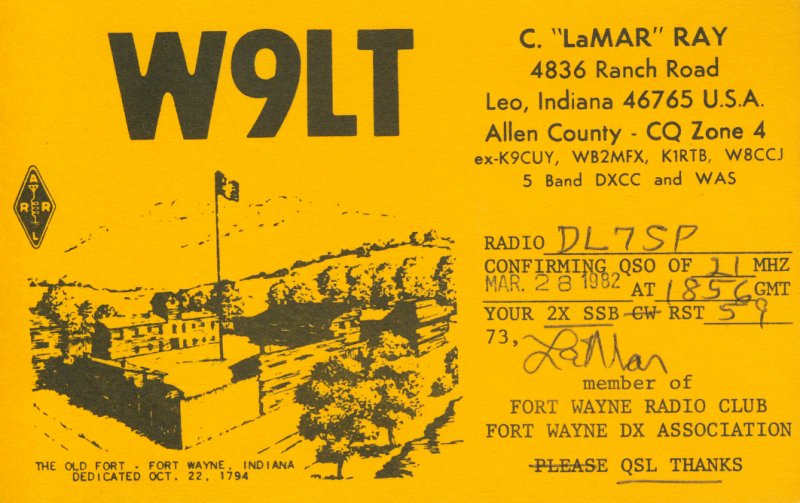 W9LT
C. "LaMAR" RAY
4836 Ranch Road
Leo, Indiana 46765 U.S.A.
Allen County - CQ Zone 4
ex-K9CUY, WB2MFX, K1RTB, W8CCJ
5 Band DXCC and WAS
A
R R
L
RADIO DL7SP
CONFIRMING QSO OF 21 MHZ
MAR. 28 1982 AT 1856 GMT
YOUR 2X SSB CW RST 59
73, LaMar
member of
FORT WAYNE RADIO CLUB
FORT WAYNE DX ASSOCIATION
PLEASE QSL THANKS
THE OLD FORT - FORT WAYNE, INDIANA
DEDICATED OCT. 22, 1794